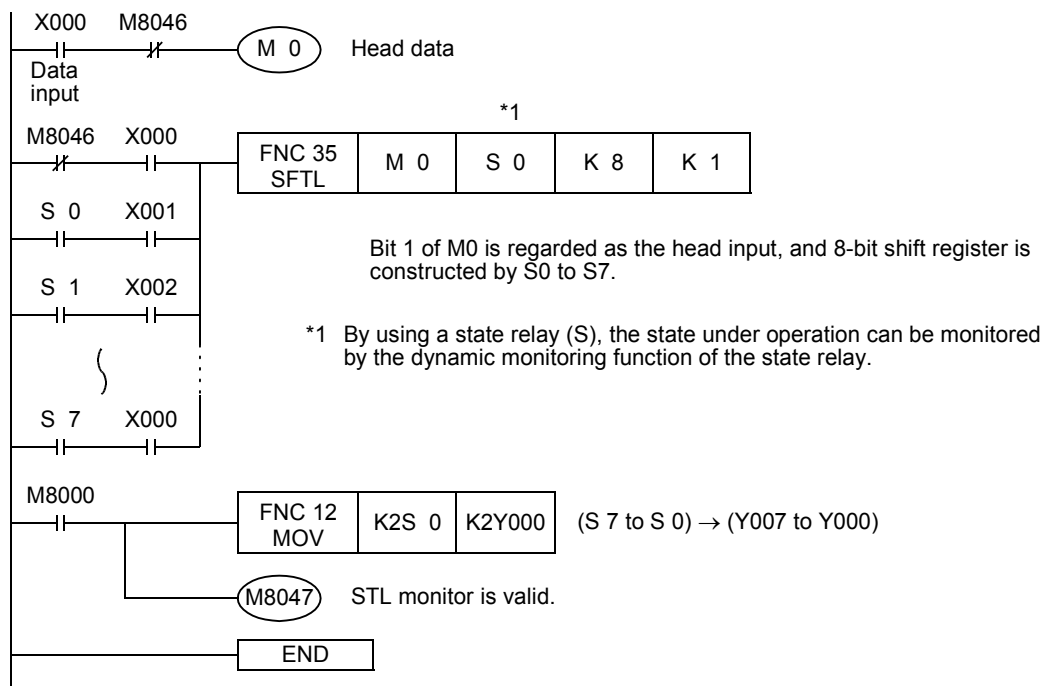 X000 M8046
M 0 Head data
Data
input
*1
M8046 X000
FNC 35
SFTL M 0 S 0 K 8 K 1
S 0 X001
Bit 1 of M0 is regarded as the head input, and 8-bit shift register is
constructed by S0 to S7.
S 1 X002
*1 By using a state relay (S), the state under operation can be monitored
by the dynamic monitoring function of the state relay.
S 7 X000
M8000
FNC 12
MOV K2S 0 K2Y000 (S 7 to S 0) → (Y007 to Y000)
M8047 STL monitor is valid.
END